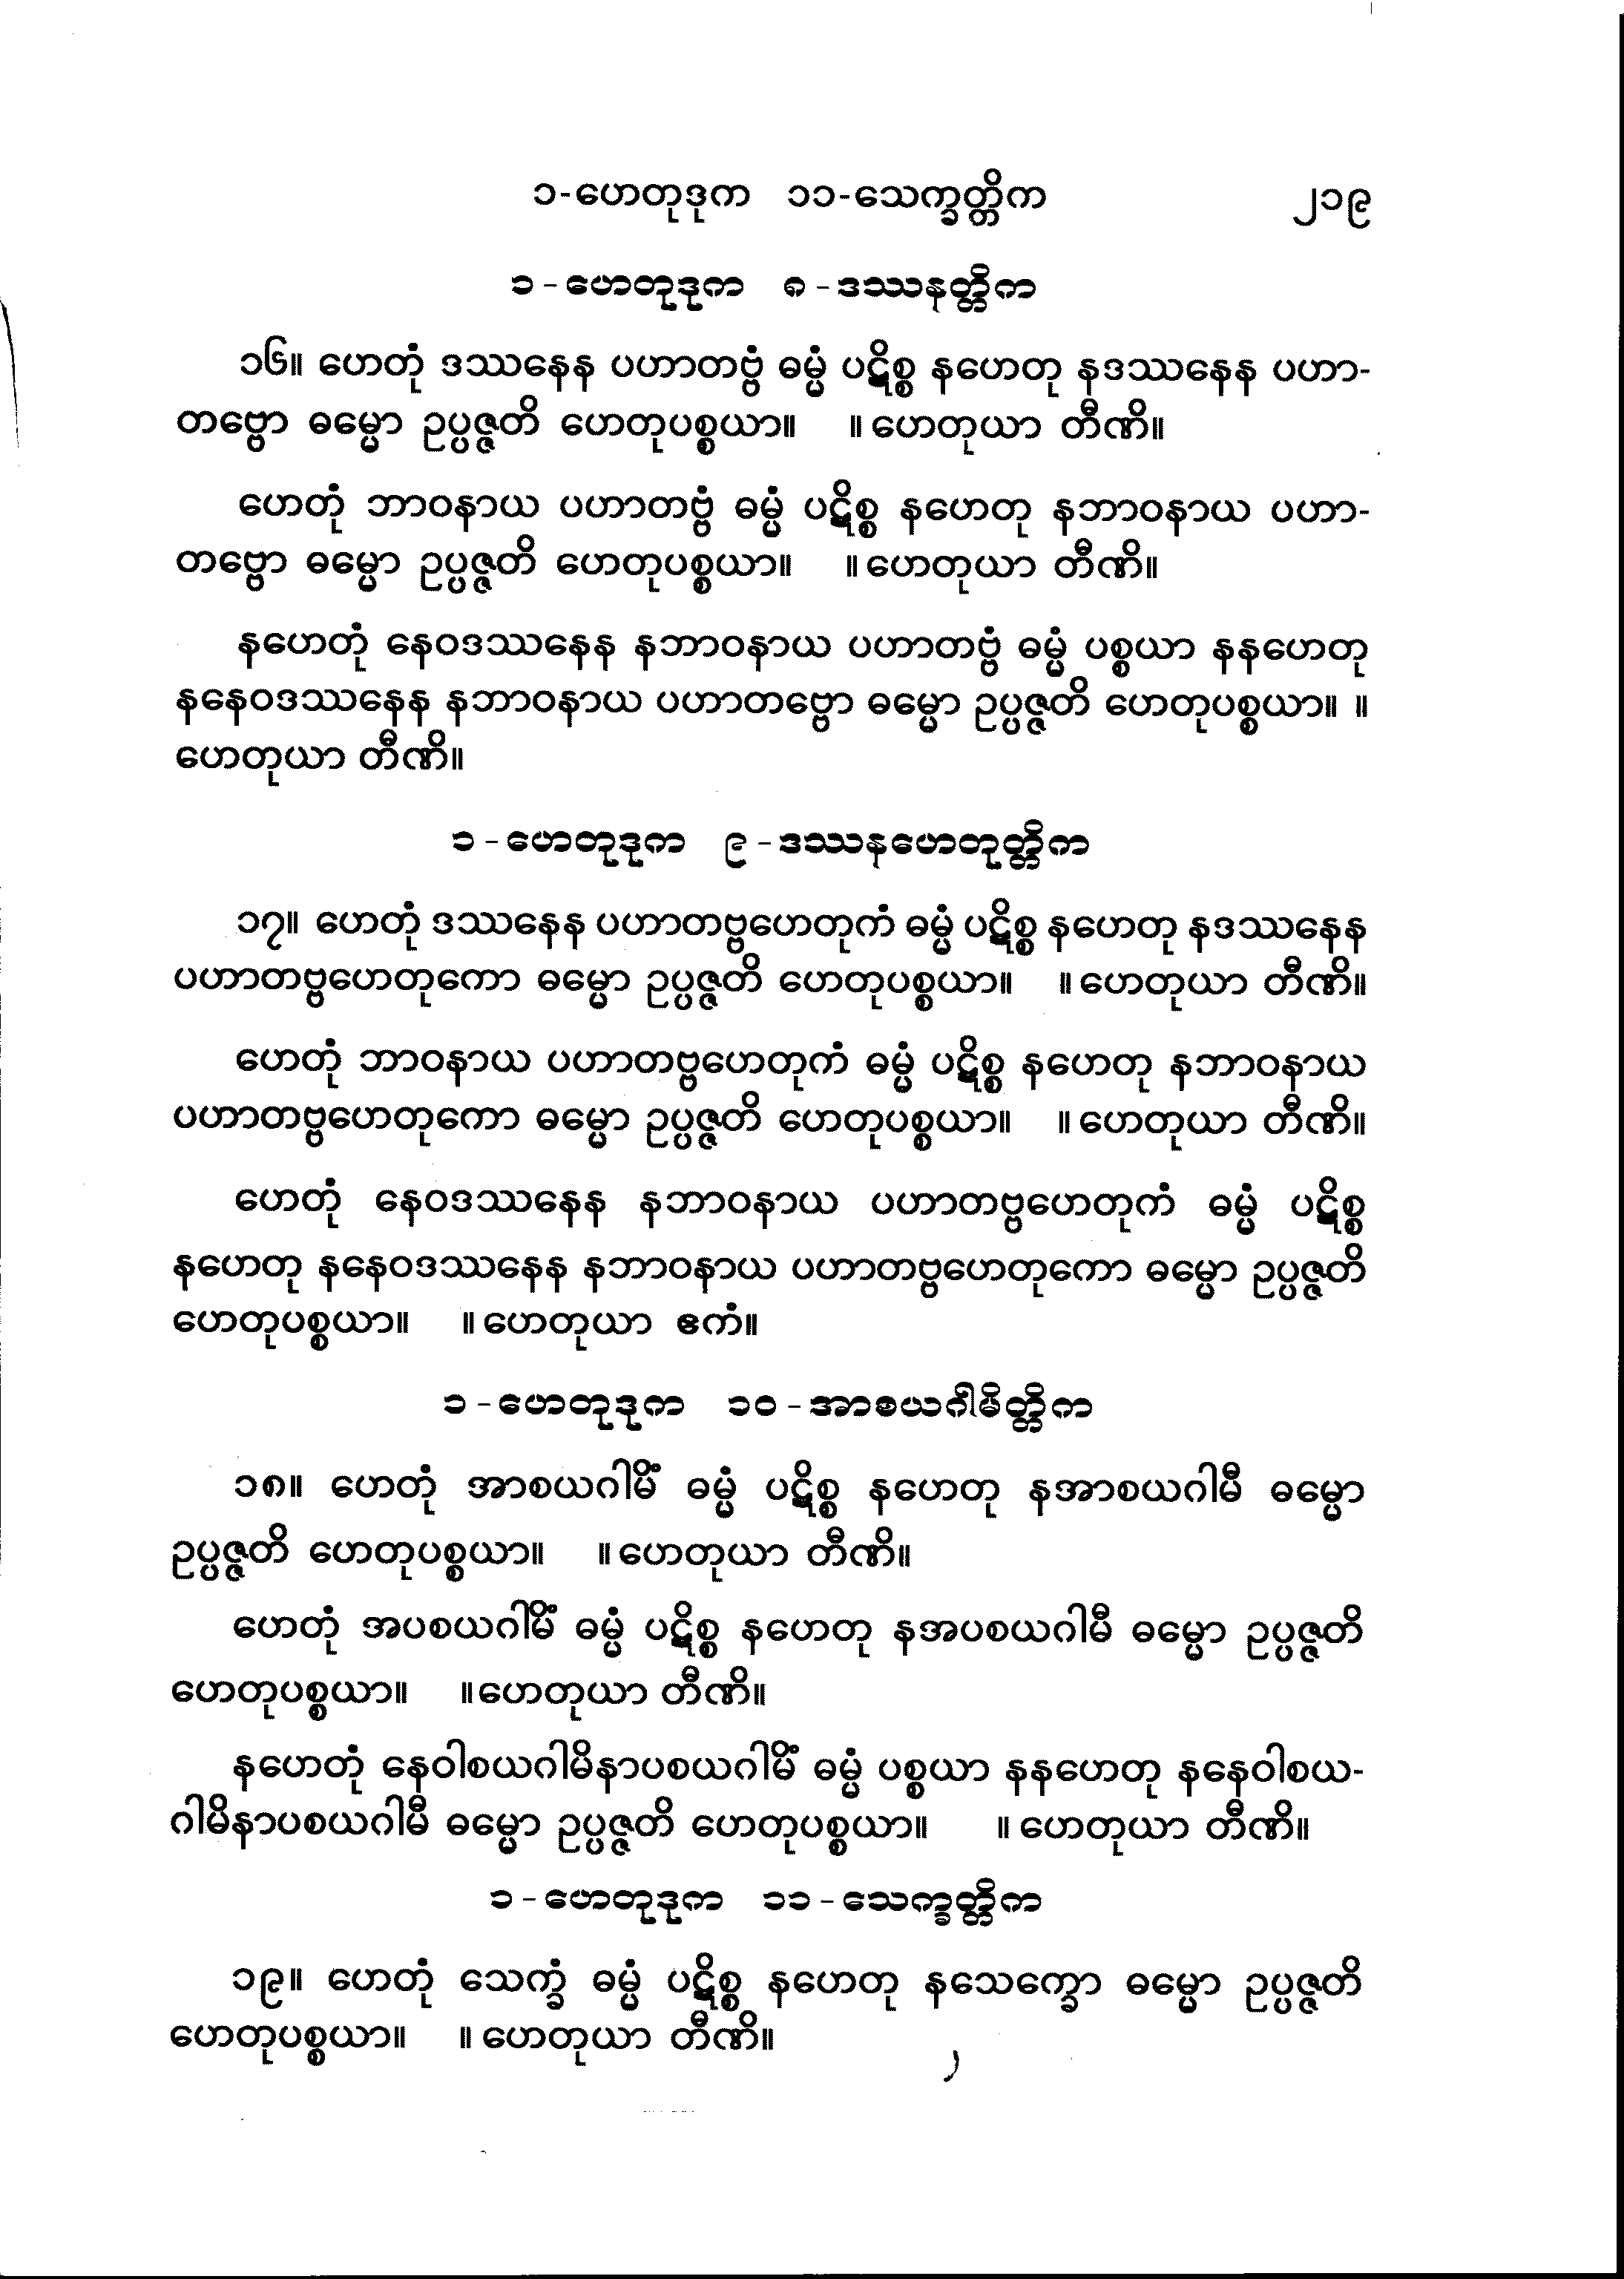 ၁-ဟေတုဒုက ၁၁-သေက္ခတ္တိက ၂၁၉
၁-ဟေတုဒုက ၈-ဒဿနတ္တိက
၁၆။ ဟေတုံ ဒဿနေန ပဟာတဗ္ဗံ ဓမ္မံ ပဋိစ္စ နဟေတု နဒဿနေန ပဟာ-
တဗ္ဗော ဓမ္မော ဥပ္ပဇ္ဇတိ ဟေတုပစ္စယာ။ ။ ဟေတုယာ တီဏိ။
ဟေတုံ ဘာဝနာယ ပဟာတဗ္ဗံ ဓမ္မံ ပဋိစ္စ နဟေတု နဘာဝနာယ ပဟာ-
တဗ္ဗော ဓမ္မော ဥပ္ပဇ္ဇတိ ဟေတုပစ္စယာ။ ။ ဟေတုယာ တီဏိ။
နဟေတုံ နေဝဒဿနေန နဘာဝနာယ ပဟာတဗ္ဗံ ဓမ္မံ ပစ္စယာ နနဟေတု
နနေဝဒဿနေန နဘာဝနာယ ပဟာတဗ္ဗော ဓမ္မော ဥပ္ပဇ္ဇတိ ဟေတုပစ္စယာ။ ။
ဟေတုယာ တီဏိ။
၁-ဟေတုဒုက ၉-ဒဿနဟေတုတ္တိက
၁၇။ ဟေတုံ ဒဿနေန ပဟာတဗ္ဗဟေတုကံ ဓမ္မံ ပဋိစ္စ နဟေတု နဒဿနေန
ပဟာတဗ္ဗဟေတုကော ဓမ္မော ဥပ္ပဇ္ဇတိ ဟေတုပစ္စယာ။ ။ ဟေတုယာ တီဏိ။
ဟေတုံ ဘာဝနာယ ပဟာတဗ္ဗဟေတုကံ ဓမ္မံ ပဋိစ္စ နဟေတု နဘာဝနာယ
ပဟာတဗ္ဗဟေတုကော ဓမ္မော ဥပ္ပဇ္ဇတိ ဟေတုပစ္စယာ။ ။ ဟေတုယာ တီဏိ။
ဟေတုံ နေဝဒဿနေန နဘာဝနာယ ပဟာတဗ္ဗဟေတုကံ ဓမ္မံ ပဋိစ္စ
နဟေတု နနေဝဒဿနေန နဘာဝနာယ ပဟာတဗ္ဗဟေတုကော ဓမ္မော ဥပ္ပဇ္ဇတိ
ဟေတုပစ္စယာ။ ။ ဟေတုယာ ဧကံ။
၁-ဟေတုဒုက ၁၀-အာစယဂါမိတ္တိက
၁၈။ ဟေတုံ အာစယဂါမိံ ဓမ္မံ ပဋိစ္စ နဟေတု နအာစယဂါမီ ဓမ္မော
ဥပ္ပဇ္ဇတိ ဟေတုပစ္စယာ။ ။ ဟေတုယာ တီဏိ။
ဟေတုံ အပစယဂါမိံ ဓမ္မံ ပဋိစ္စ နဟေတု နအပစယဂါမီ ဓမ္မော ဥပ္ပဇ္ဇတိ
ဟေတုပစ္စယာ။ ။ ဟေတုယာ တီဏိ။
နဟေတုံ နေဝါစယဂါမိနာပစယဂါမိံ ဓမ္မံ ပစ္စယာ နနဟေတု နနေဝါစယ-
ဂါမိနာပစယဂါမီ ဓမ္မော ဥပ္ပဇ္ဇတိ ဟေတုပစ္စယာ။ ။ ဟေတုယာ တီဏိ။
၁-ဟေတုဒုက ၁၁-သေက္ခတ္တိက
၁၉။ ဟေတုံ သေက္ခံ ဓမ္မံ ပဋိစ္စ နဟေတု နသေက္ခော ဓမ္မော ဥပ္ပဇ္ဇတိ
ဟေတုပစ္စယာ။ ။ ဟေတုယာ တီဏိ။